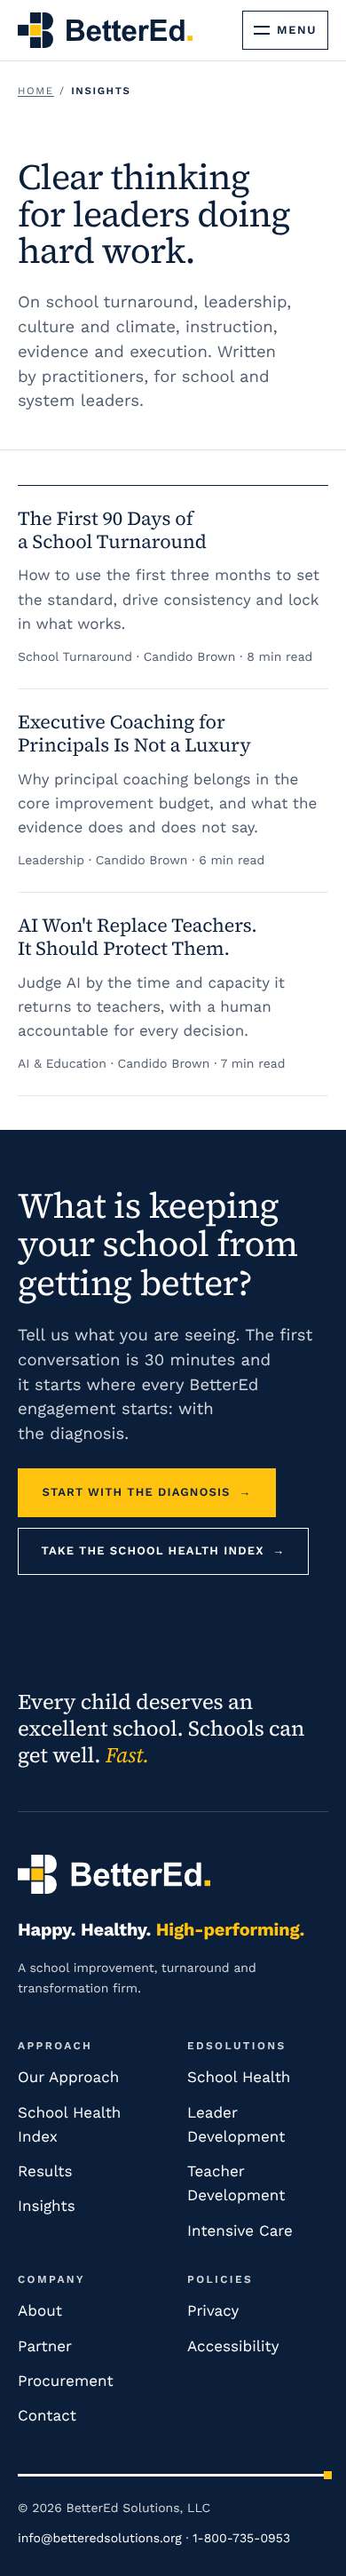 BetterEd.
MENU
HOME / INSIGHTS
Clear thinking
for leaders doing
hard work.
On school turnaround, leadership,
culture and climate, instruction,
evidence and execution. Written
by practitioners, for school and
system leaders.
The First 90 Days of
a School Turnaround
How to use the first three months to set
the standard, drive consistency and lock
in what works.
School Turnaround · Candido Brown · 8 min read
Executive Coaching for
Principals Is Not a Luxury
Why principal coaching belongs in the
core improvement budget, and what the
evidence does and does not say.
Leadership · Candido Brown · 6 min read
AI Won't Replace Teachers.
It Should Protect Them.
Judge AI by the time and capacity it
returns to teachers, with a human
accountable for every decision.
AI & Education · Candido Brown · 7 min read
What is keeping
your school from
getting better?
Tell us what you are seeing. The first
conversation is 30 minutes and
it starts where every BetterEd
engagement starts: with
the diagnosis.
START WITH THE DIAGNOSIS →
TAKE THE SCHOOL HEALTH INDEX →
Every child deserves an
excellent school. Schools can
get well. Fast.
BetterEd.
Happy. Healthy. High-performing.
A school improvement, turnaround and
transformation firm.
APPROACH
Our Approach
School Health
Index
Results
Insights
EDSOLUTIONS
School Health
Leader
Development
Teacher
Development
Intensive Care
COMPANY
About
Partner
Procurement
Contact
POLICIES
Privacy
Accessibility
© 2026 BetterEd Solutions, LLC
info@betteredsolutions.org · 1-800-735-0953